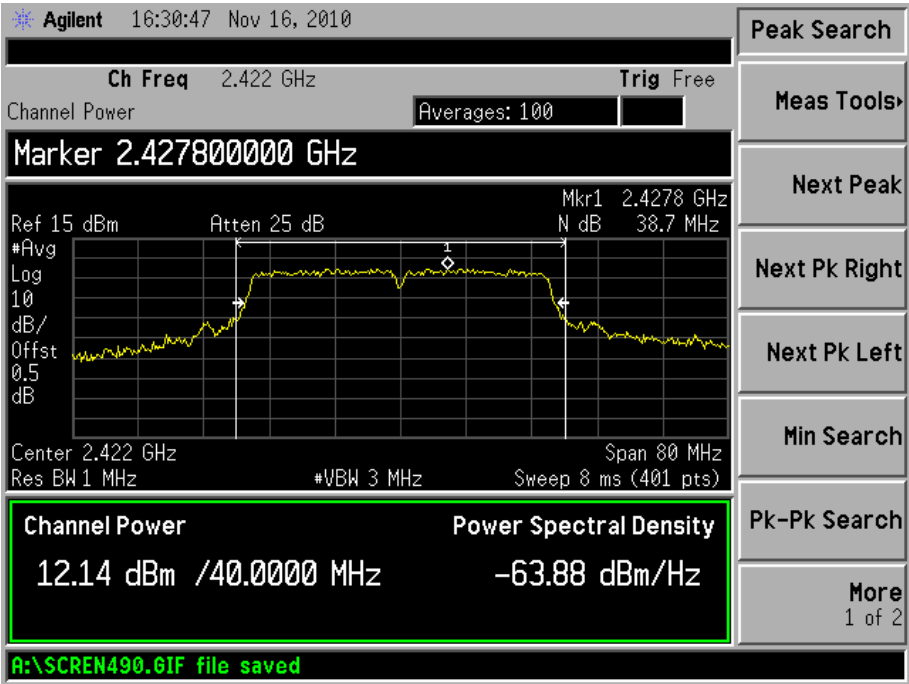 Agilent 16:30:47 Nov 16, 2010
Ch Freq 2.422 GHz Trig Free
Channel Power Averages: 100
Marker 2.427800000 GHz
Mkr1 2.4278 GHz
Ref 15 dBm Atten 25 dB N dB 38.7 MHz
#Avg
Log
10
dB/
Offst
0.5
dB
1
Center 2.422 GHz Span 80 MHz
Res BW 1 MHz #VBW 3 MHz Sweep 8 ms (401 pts)
Channel Power Power Spectral Density
12.14 dBm /40.0000 MHz -63.88 dBm/Hz
A:\SCREN490.GIF file saved
Peak Search
Meas Tools
Next Peak
Next Pk Right
Next Pk Left
Min Search
Pk-Pk Search
More
1 of 2